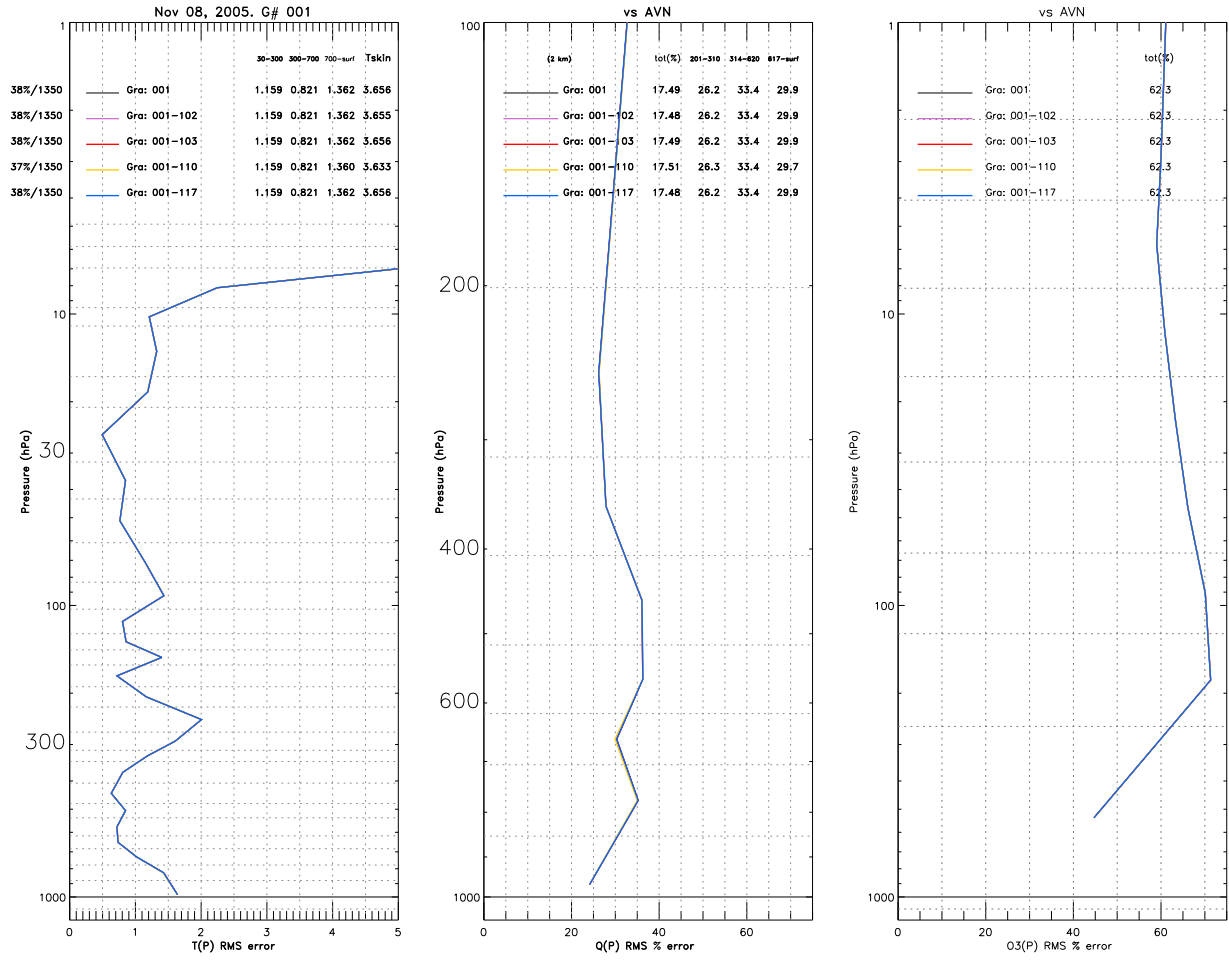 Nov 08, 2005. G# 001
30-300 300-700 700-surf Tskin
38%/1350 Gra: 001 1.159 0.821 1.362 3.656
38%/1350 Gra: 001-102 1.159 0.821 1.362 3.655
38%/1350 Gra: 001-103 1.159 0.821 1.362 3.656
37%/1350 Gra: 001-110 1.159 0.821 1.360 3.633
38%/1350 Gra: 001-117 1.159 0.821 1.362 3.656
1
10
30
100
300
1000
Pressure (hPa)
0 1 2 3 4 5
T(P) RMS error
vs AVN
(2 km) tot(%) 201-310 314-620 617-surf
Gra: 001 17.49 26.2 33.4 29.9
Gra: 001-102 17.48 26.2 33.4 29.9
Gra: 001-103 17.49 26.2 33.4 29.9
Gra: 001-110 17.51 26.3 33.4 29.7
Gra: 001-117 17.48 26.2 33.4 29.9
100
200
400
600
1000
Pressure (hPa)
0 20 40 60
Q(P) RMS % error
vs AVN
tot(%)
Gra: 001 62.3
Gra: 001-102 62.3
Gra: 001-103 62.3
Gra: 001-110 62.3
Gra: 001-117 62.3
1
10
100
1000
Pressure (hPa)
0 20 40 60
O3(P) RMS % error